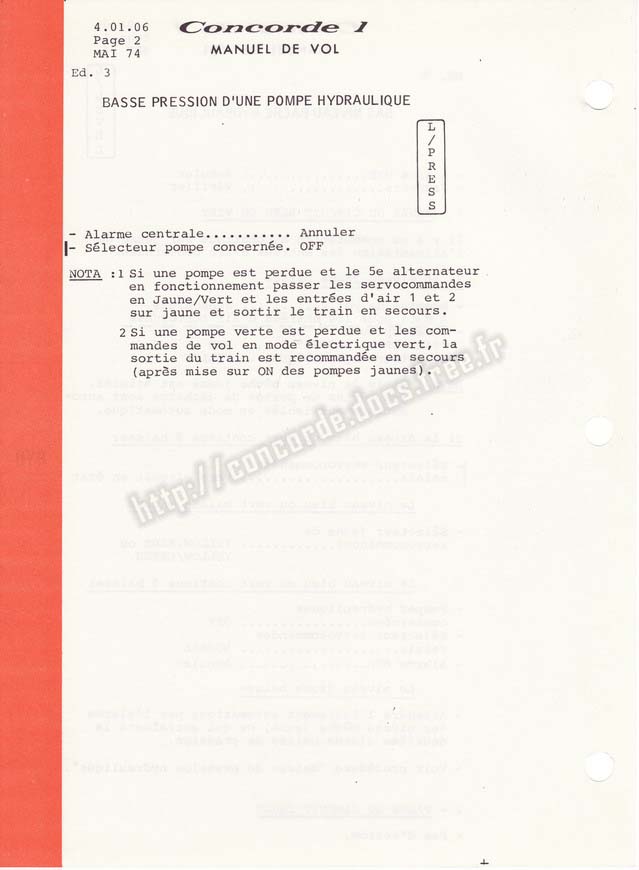 4.01.06
Concorde 1
Page 2
MANUEL DE VOL
MAI 74
Ed. 3
BASSE PRESSION D'UNE POMPE HYDRAULIQUE
L/PRESS
- Alarme centrale........... Annuler
- Sélecteur pompe concernée. OFF
NOTA :1 Si une pompe est perdue et le 5e alternateur
en fonctionnement passer les servocommandes
en Jaune/Vert et les entrées d'air 1 et 2
sur jaune et sortir le train en secours.
2 Si une pompe verte est perdue et les com-
mandes de vol en mode électrique vert, la
sortie du train est recommandée en secours
(après mise sur ON des pompes jaunes).
http://concorde.docs.free.fr